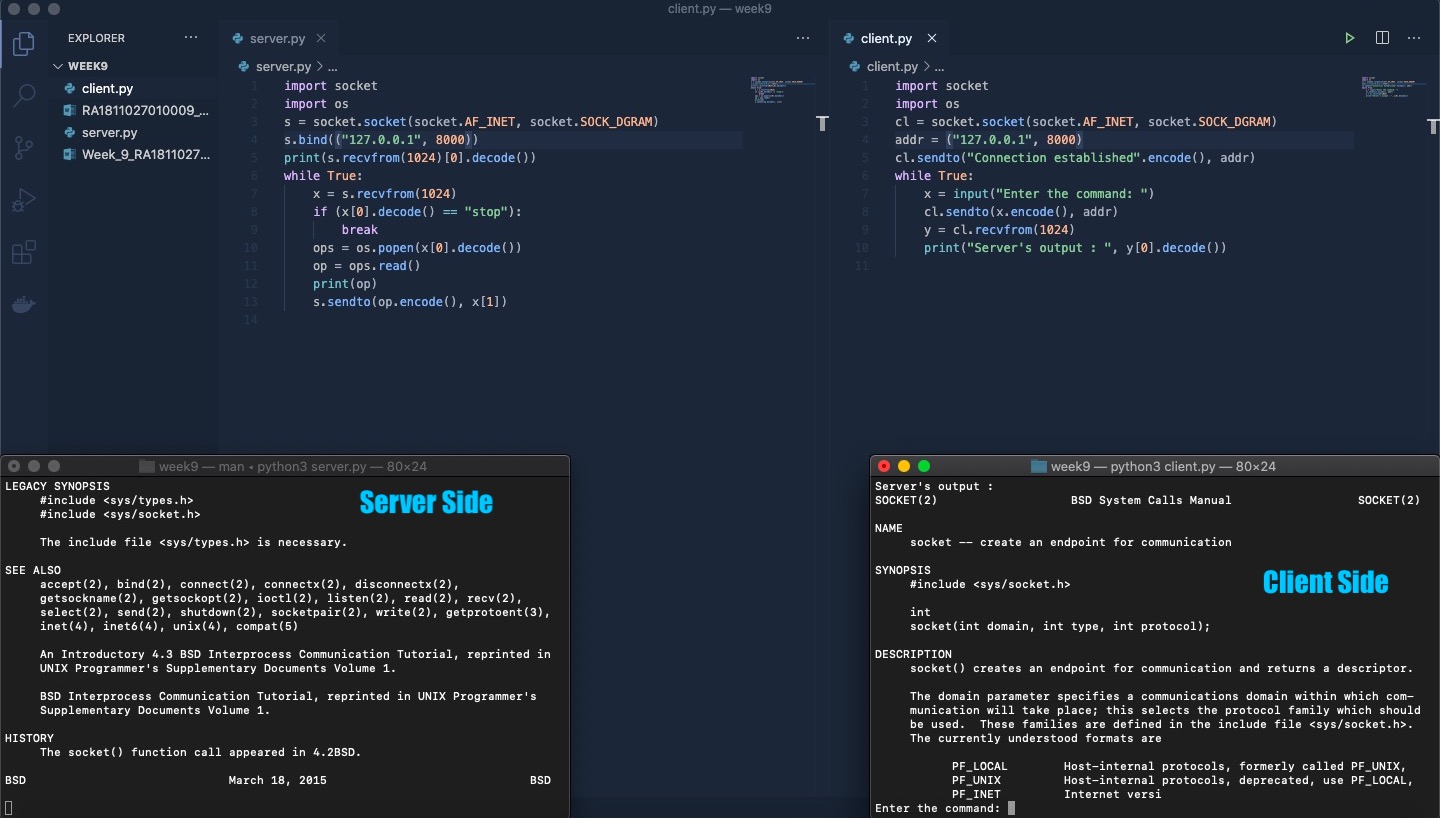 client.py — week9
EXPLORER
WEEK9
client.py
RA1811027010009_...
server.py
Week_9_RA1811027...
server.py
server.py > ...
1 import socket
2 import os
3 s = socket.socket(socket.AF_INET, socket.SOCK_DGRAM)
4 s.bind(("127.0.0.1", 8000))
5 print(s.recvfrom(1024)[0].decode())
6 while True:
7 x = s.recvfrom(1024)
8 if (x[0].decode() == "stop"):
9 break
10 ops = os.popen(x[0].decode())
11 op = ops.read()
12 print(op)
13 s.sendto(op.encode(), x[1])
14
client.py
client.py > ...
1 import socket
2 import os
3 cl = socket.socket(socket.AF_INET, socket.SOCK_DGRAM)
4 addr = ("127.0.0.1", 8000)
5 cl.sendto("Connection established".encode(), addr)
6 while True:
7 x = input("Enter the command: ")
8 cl.sendto(x.encode(), addr)
9 y = cl.recvfrom(1024)
10 print("Server's output : ", y[0].decode())
11
week9 — man ◂ python3 server.py — 80×24
Server Side
LEGACY SYNOPSIS
#include <sys/types.h>
#include <sys/socket.h>
The include file <sys/types.h> is necessary.
SEE ALSO
accept(2), bind(2), connect(2), connectx(2), disconnectx(2),
getsockname(2), getsockopt(2), ioctl(2), listen(2), read(2), recv(2),
select(2), send(2), shutdown(2), socketpair(2), write(2), getprotoent(3),
inet(4), inet6(4), unix(4), compat(5)
An Introductory 4.3 BSD Interprocess Communication Tutorial, reprinted in
UNIX Programmer's Supplementary Documents Volume 1.
BSD Interprocess Communication Tutorial, reprinted in UNIX Programmer's
Supplementary Documents Volume 1.
HISTORY
The socket() function call appeared in 4.2BSD.
BSD March 18, 2015 BSD
week9 — python3 client.py — 80×24
Server's output :
SOCKET(2) BSD System Calls Manual SOCKET(2)
NAME
socket -- create an endpoint for communication
SYNOPSIS
#include <sys/socket.h>
Client Side
int
socket(int domain, int type, int protocol);
DESCRIPTION
socket() creates an endpoint for communication and returns a descriptor.
The domain parameter specifies a communications domain within which com-
munication will take place; this selects the protocol family which should
be used. These families are defined in the include file <sys/socket.h>.
The currently understood formats are
PF_LOCAL Host-internal protocols, formerly called PF_UNIX,
PF_UNIX Host-internal protocols, deprecated, use PF_LOCAL,
PF_INET Internet versi
Enter the command: